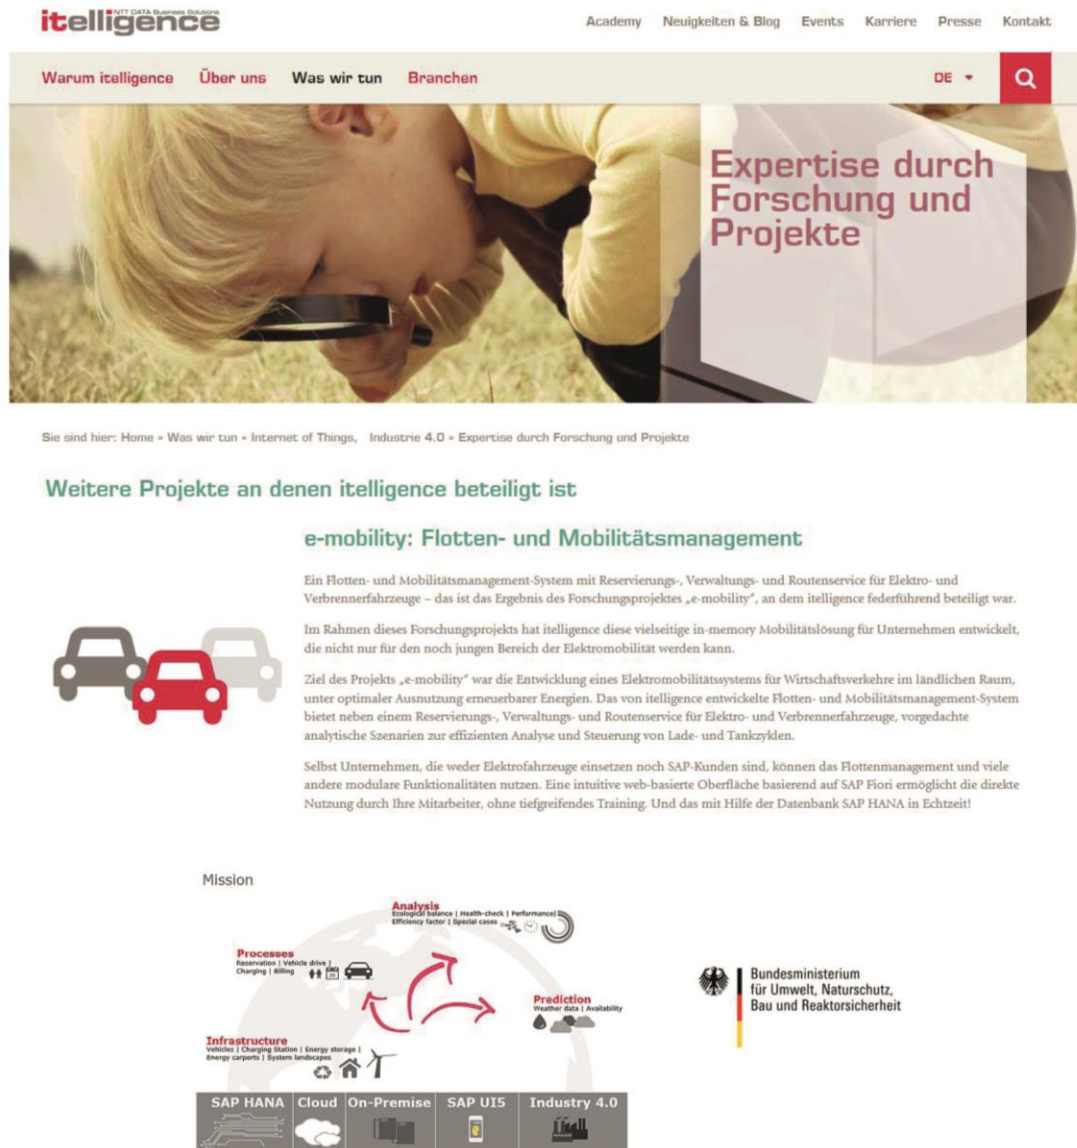 NTT DATA Business Solutions
itelligence
Academy Neuigkeiten & Blog Events Karriere Presse Kontakt
Warum itelligence Über uns Was wir tun Branchen DE
Expertise durch
Forschung und
Projekte
Sie sind hier: Home » Was wir tun » Internet of Things, Industrie 4.0 » Expertise durch Forschung und Projekte
Weitere Projekte an denen itelligence beteiligt ist
e-mobility: Flotten- und Mobilitätsmanagement
Ein Flotten- und Mobilitätsmanagement-System mit Reservierungs-, Verwaltungs- und Routenservice für Elektro- und
Verbrennerfahrzeuge – das ist das Ergebnis des Forschungsprojektes „e-mobility“, an dem itelligence federführend beteiligt war.
Im Rahmen dieses Forschungsprojekts hat itelligence diese vielseitige in-memory Mobilitätslösung für Unternehmen entwickelt,
die nicht nur für den noch jungen Bereich der Elektromobilität werden kann.
Ziel des Projekts „e-mobility“ war die Entwicklung eines Elektromobilitätssystems für Wirtschaftsverkehre im ländlichen Raum,
unter optimaler Ausnutzung erneuerbarer Energien. Das von itelligence entwickelte Flotten- und Mobilitätsmanagement-System
bietet neben einem Reservierungs-, Verwaltungs- und Routenservice für Elektro- und Verbrennerfahrzeuge, vorgedachte
analytische Szenarien zur effizienten Analyse und Steuerung von Lade- und Tankzyklen.
Selbst Unternehmen, die weder Elektrofahrzeuge einsetzen noch SAP-Kunden sind, können das Flottenmanagement und viele
andere modulare Funktionalitäten nutzen. Eine intuitive web-basierte Oberfläche basierend auf SAP Fiori ermöglicht die direkte
Nutzung durch Ihre Mitarbeiter, ohne tiefgreifendes Training. Und das mit Hilfe der Datenbank SAP HANA in Echtzeit!
Mission
Analysis
Ecological balance | Health-check | Performance|
Efficiency factor | Special cases
Processes
Reservation | Vehicle drive |
Charging | Billing
Prediction
Weather data | Availability
Infrastructure
Vehicles | Charging Station | Energy storage |
Energy carports | System landscapes
SAP HANA Cloud On-Premise SAP UI5 Industry 4.0
Bundesministerium
für Umwelt, Naturschutz,
Bau und Reaktorsicherheit